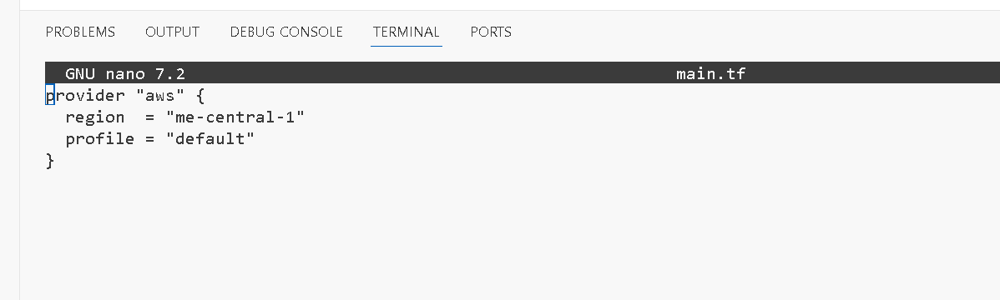 PROBLEMS OUTPUT DEBUG CONSOLE TERMINAL PORTS
GNU nano 7.2 main.tf
provider "aws" {
  region  = "me-central-1"
  profile = "default"
}